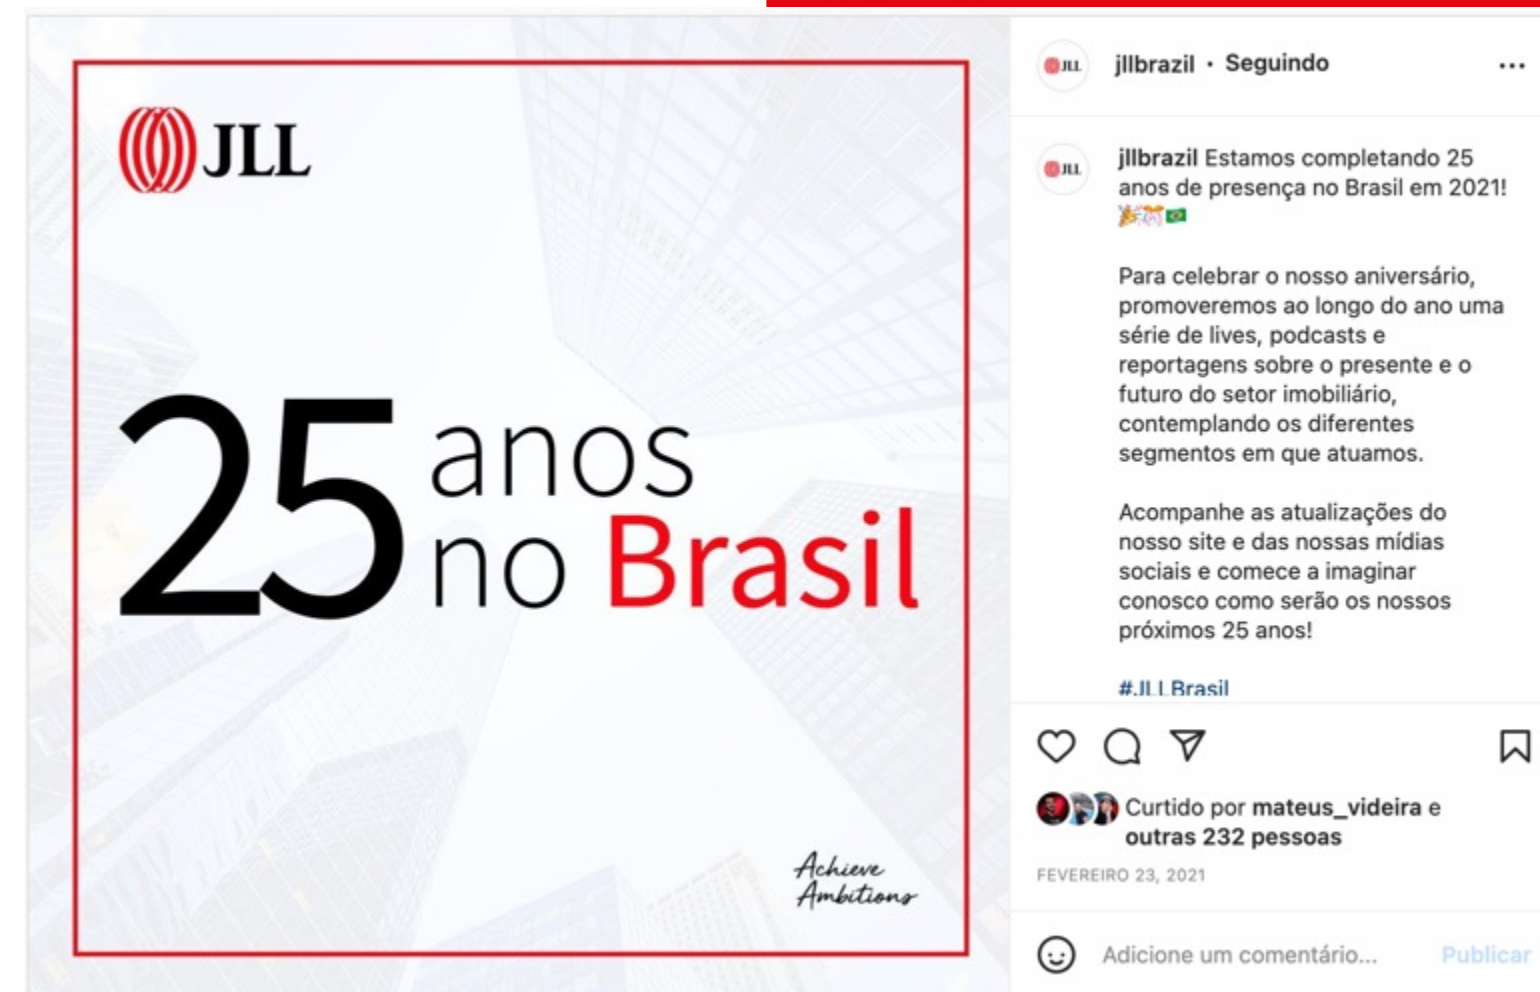 JLL
25 anos
no Brasil
Achieve
Ambitions
JLL
jllbrazil • Seguindo
JLL
jllbrazil Estamos completando 25
anos de presença no Brasil em 2021!
🎉🎊🇧🇷
Para celebrar o nosso aniversário,
promoveremos ao longo do ano uma
série de lives, podcasts e
reportagens sobre o presente e o
futuro do setor imobiliário,
contemplando os diferentes
segmentos em que atuamos.
Acompanhe as atualizações do
nosso site e das nossas mídias
sociais e comece a imaginar
conosco como serão os nossos
próximos 25 anos!
#JLLBrasil
Curtido por mateus_videira e
outras 232 pessoas
FEVEREIRO 23, 2021
Adicione um comentário... Publicar